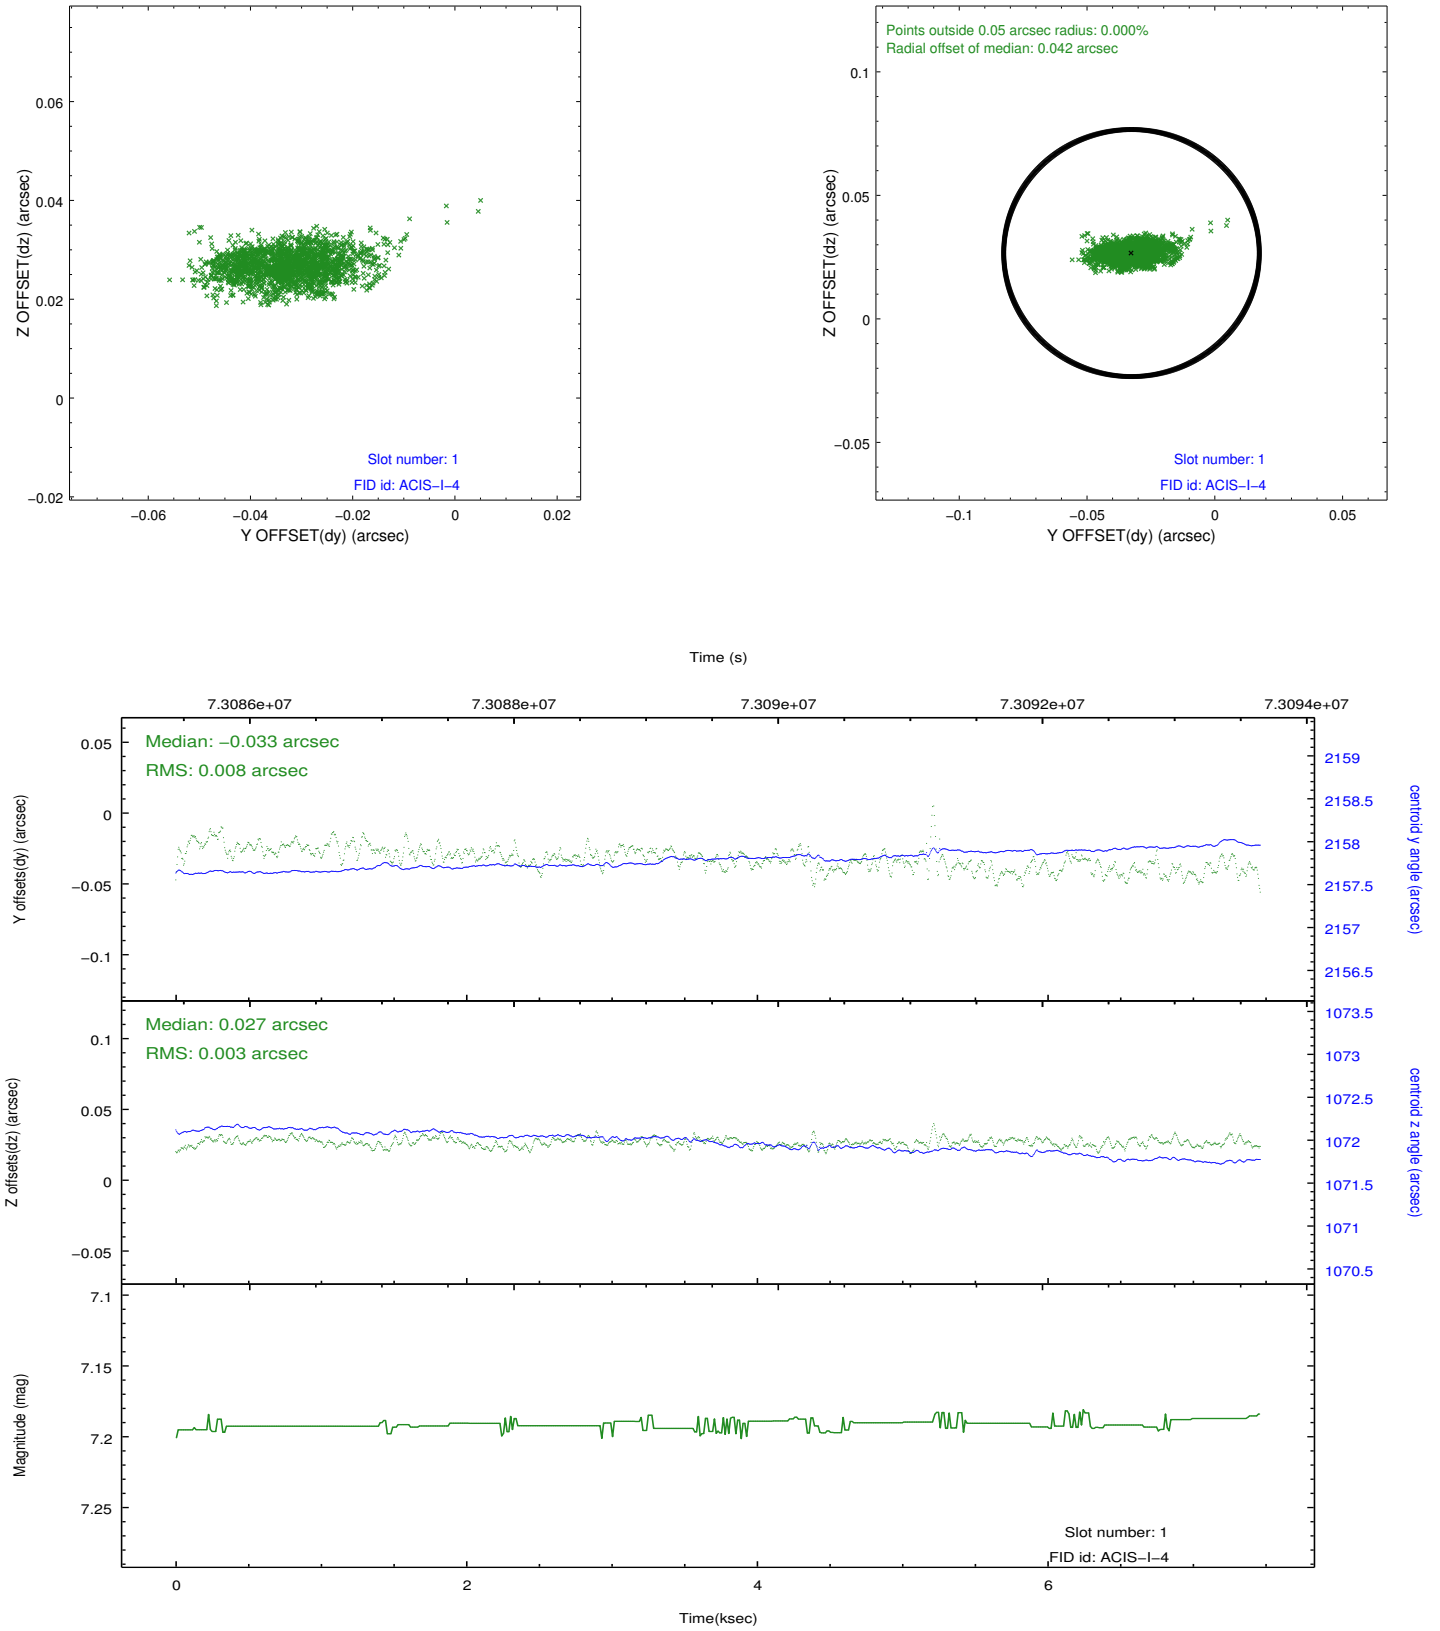 0.06
0.04
0.02
0
−0.02
Z OFFSET(dz) (arcsec)
Slot number: 1
FID id: ACIS−I−4
−0.06 −0.04 −0.02 0 0.02
Y OFFSET(dy) (arcsec)
Points outside 0.05 arcsec radius: 0.000%
Radial offset of median: 0.042 arcsec
0.1
0.05
0
−0.05
Z OFFSET(dz) (arcsec)
Slot number: 1
FID id: ACIS−I−4
−0.1 −0.05 0 0.05
Y OFFSET(dy) (arcsec)
Time (s)
7.3086e+07 7.3088e+07 7.309e+07 7.3092e+07 7.3094e+07
Median: −0.033 arcsec
RMS: 0.008 arcsec
0.05
0
−0.05
−0.1
Y offsets(dy) (arcsec)
2159
2158.5
2158
2157.5
2157
2156.5
centroid y angle (arcsec)
Median: 0.027 arcsec
RMS: 0.003 arcsec
0.1
0.05
0
−0.05
Z offsets(dz) (arcsec)
1073.5
1073
1072.5
1072
1071.5
1071
1070.5
centroid z angle (arcsec)
7.1
7.15
7.2
7.25
Magnitude (mag)
Slot number: 1
FID id: ACIS−I−4
0 2 4 6
Time(ksec)